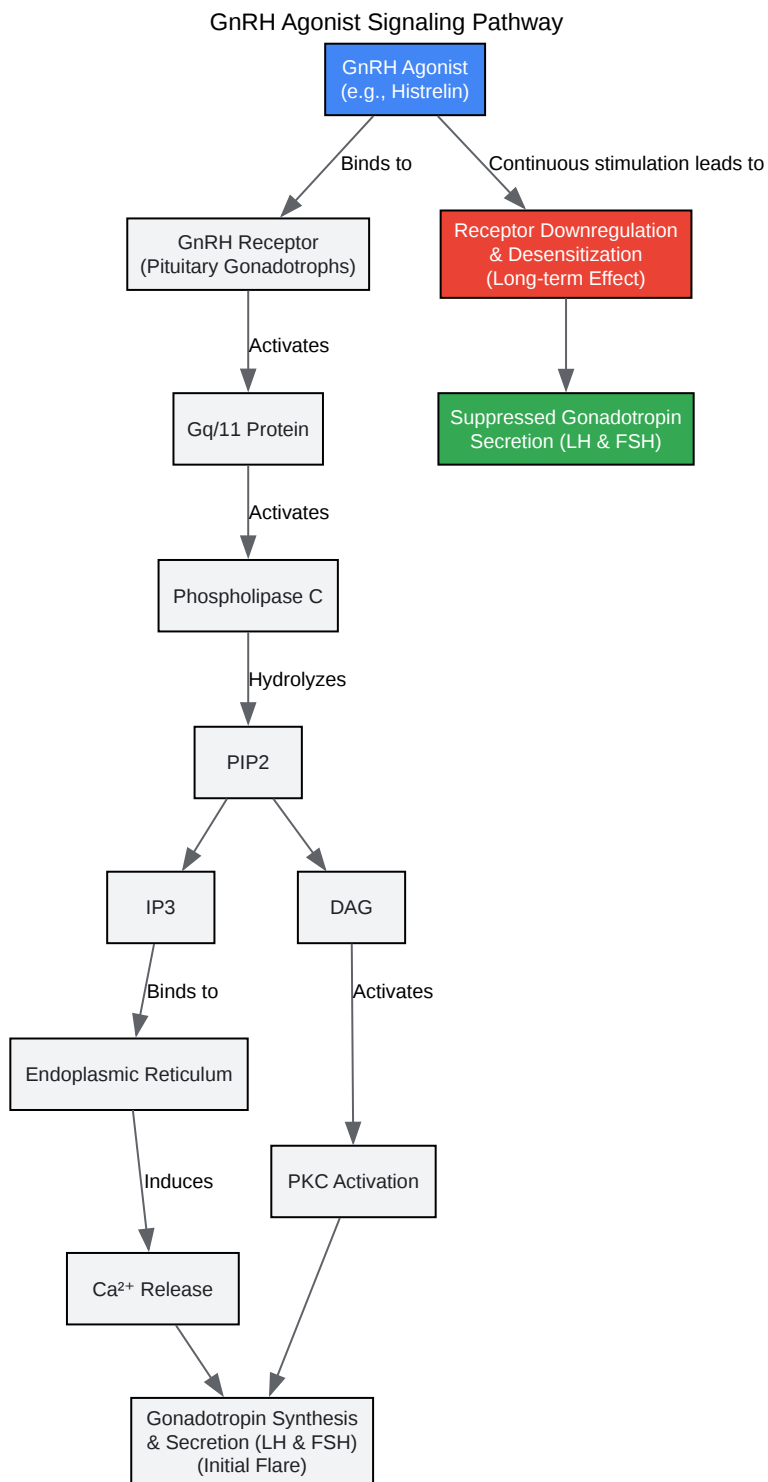 GnRH Agonist Signaling Pathway
GnRH Agonist
(e.g., Histrelin)
Binds to
Continuous stimulation leads to
GnRH Receptor
(Pituitary Gonadotrophs)
Receptor Downregulation
& Desensitization
(Long-term Effect)
Activates
Gq/11 Protein
Suppressed Gonadotropin
Secretion (LH & FSH)
Activates
Phospholipase C
Hydrolyzes
PIP2
IP3
DAG
Binds to
Activates
Endoplasmic Reticulum
Induces
PKC Activation
Ca²⁺ Release
Gonadotropin Synthesis
& Secretion (LH & FSH)
(Initial Flare)